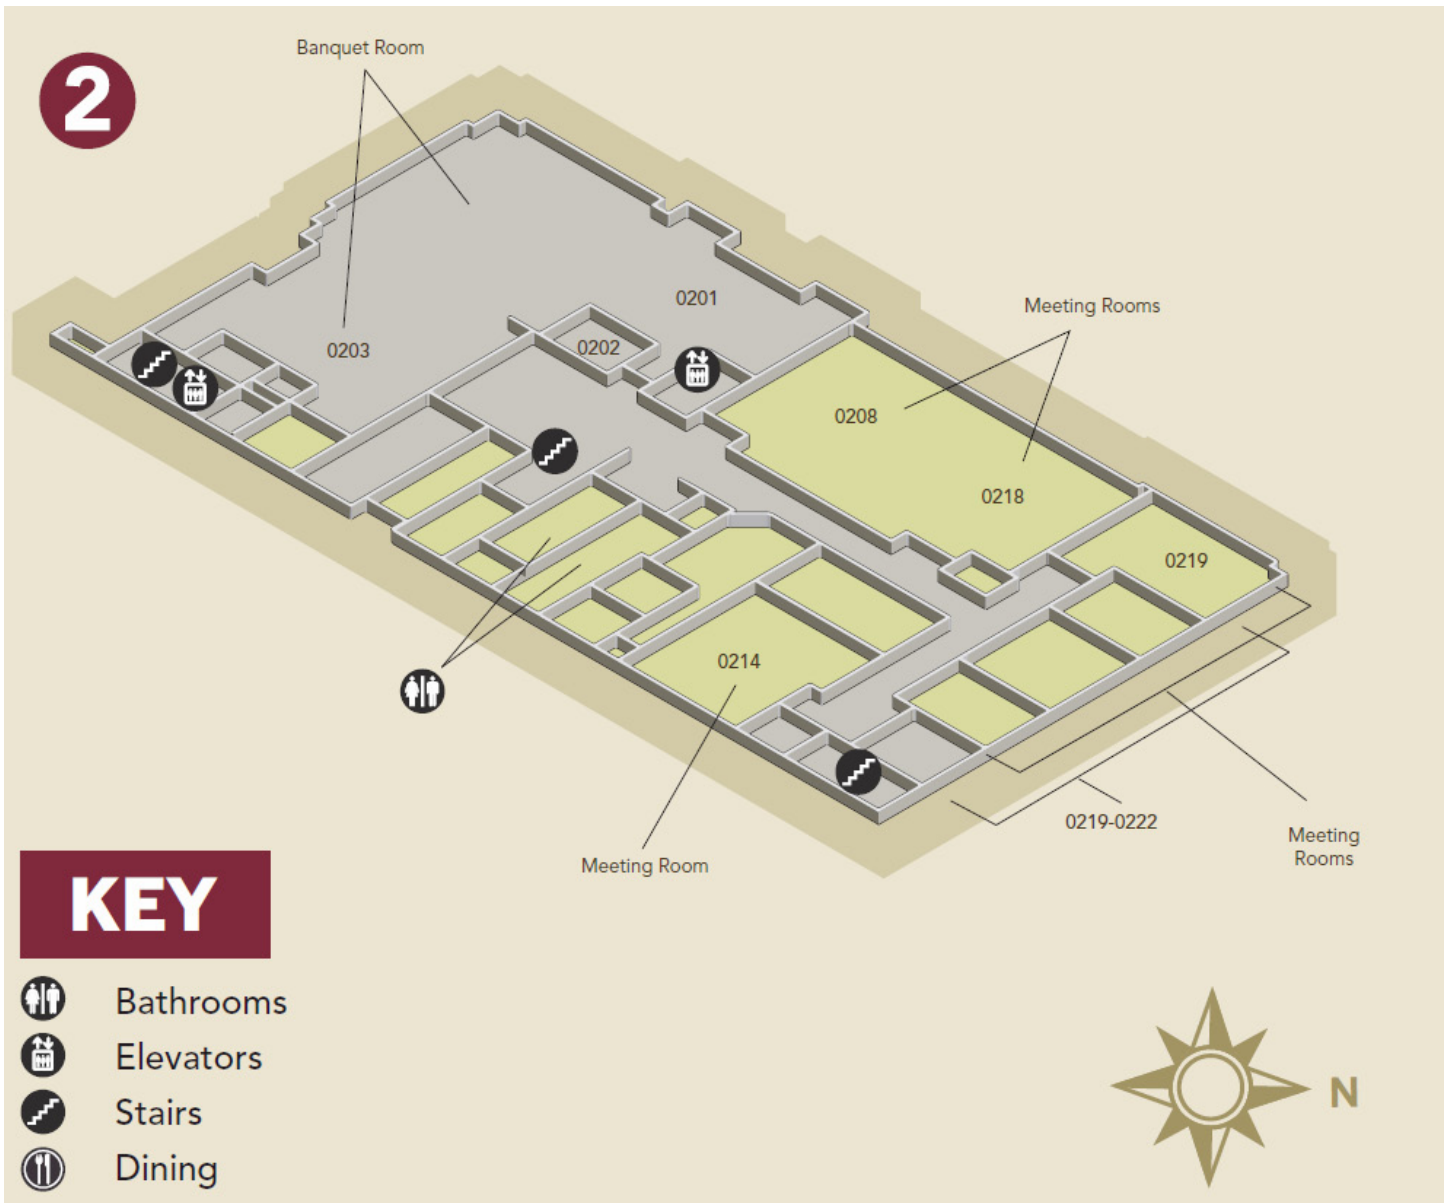 2
Banquet Room
0201
Meeting Rooms
0203
0202
0208
0218
0219
0214
0219-0222
Meeting
Rooms
Meeting Room
KEY
Bathrooms
Elevators
Stairs
Dining
N